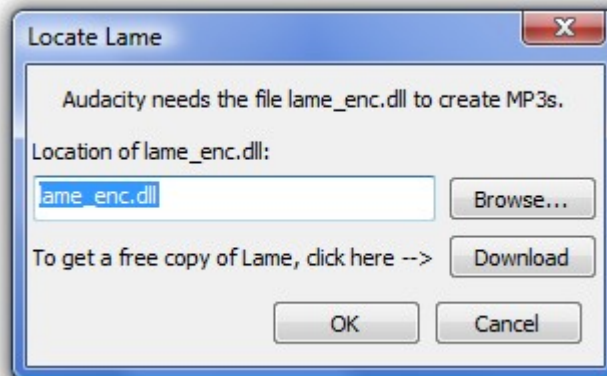 Locate Lame
Audacity needs the file lame_enc.dll to create MP3s.
Location of lame_enc.dll:
lame_enc.dll
Browse...
To get a free copy of Lame, click here -->
Download
OK
Cancel